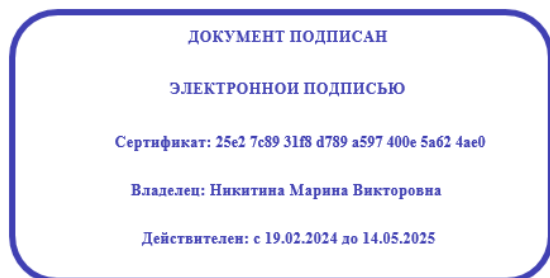 ДОКУМЕНТ ПОДПИСАН
ЭЛЕКТРОННОИ ПОДПИСЬЮ
Сертификат: 25e2 7c89 31f8 d789 a597 400e 5a62 4ae0
Владелец: Никитина Марина Викторовна
Действителен: с 19.02.2024 до 14.05.2025